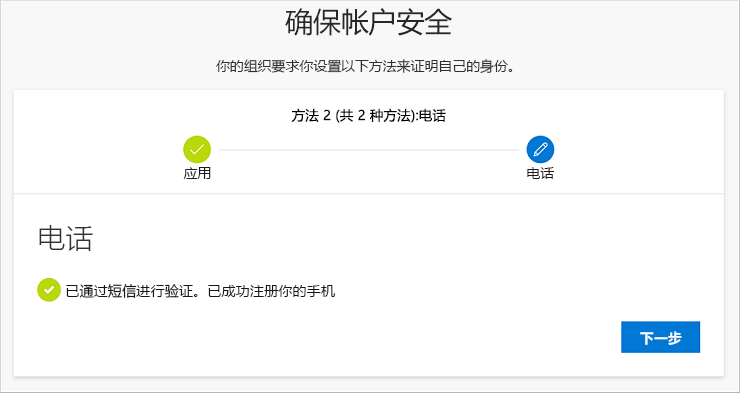 确保帐户安全
你的组织要求你设置以下方法来证明自己的身份。
方法 2 (共 2 种方法):电话
应用
电话
电话
已通过短信进行验证。已成功注册你的手机
下一步